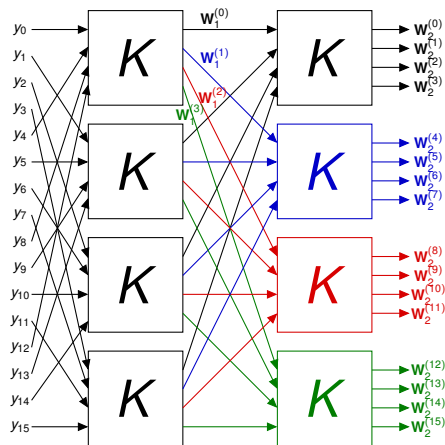 y0
y1
y2
y3
y4
y5
y6
y7
y8
y9
y10
y11
y12
y13
y14
y15
K
K
K
K
W1(0)
W1(1)
W1(2)
W1(3)
K
K
K
K
W2(0)
W2(1)
W2(2)
W2(3)
W2(4)
W2(5)
W2(6)
W2(7)
W2(8)
W2(9)
W2(10)
W2(11)
W2(12)
W2(13)
W2(14)
W2(15)